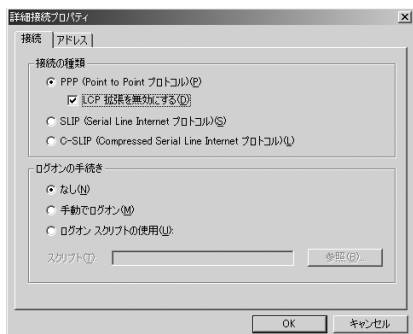 詳細接続プロパティ
接続
アドレス
接続の種類
PPP (Point to Point プロトコル)(P)
LCP 拡張を無効にする(D)
SLIP (Serial Line Internet プロトコル)(S)
C-SLIP (Compressed Serial Line Internet プロトコル)(L)
ログオンの手続き
なし(N)
手動でログオン(M)
ログオン スクリプトの使用(U):
スクリプト(T):
参照(B)...
OK
キャンセル